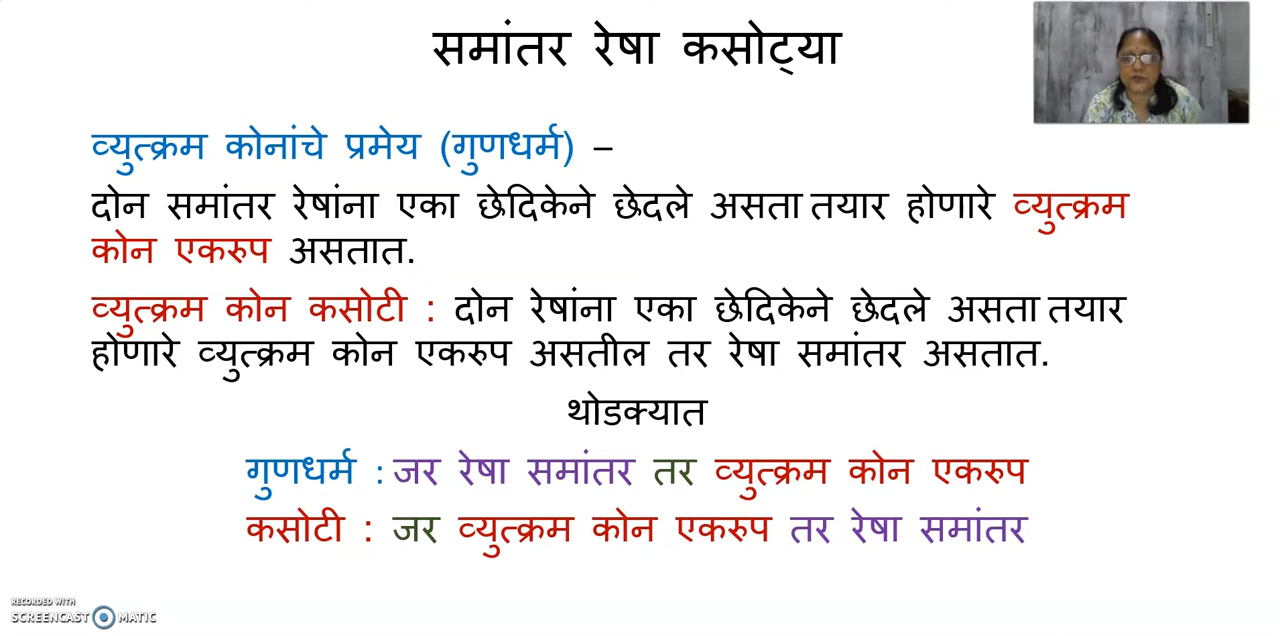 समांतर रेषा कसोट्या
व्युत्क्रम कोनांचे प्रमेय (गुणधर्म) –
दोन समांतर रेषांना एका छेदिकेने छेदले असता तयार होणारे व्युत्क्रम
कोन एकरुप असतात.
व्युत्क्रम कोन कसोटी : दोन रेषांना एका छेदिकेने छेदले असता तयार
होणारे व्युत्क्रम कोन एकरुप असतील तर रेषा समांतर असतात.
थोडक्यात
गुणधर्म : जर रेषा समांतर तर व्युत्क्रम कोन एकरुप
कसोटी : जर व्युत्क्रम कोन एकरुप तर रेषा समांतर
RECORDED WITH
SCREENCAST MATIC